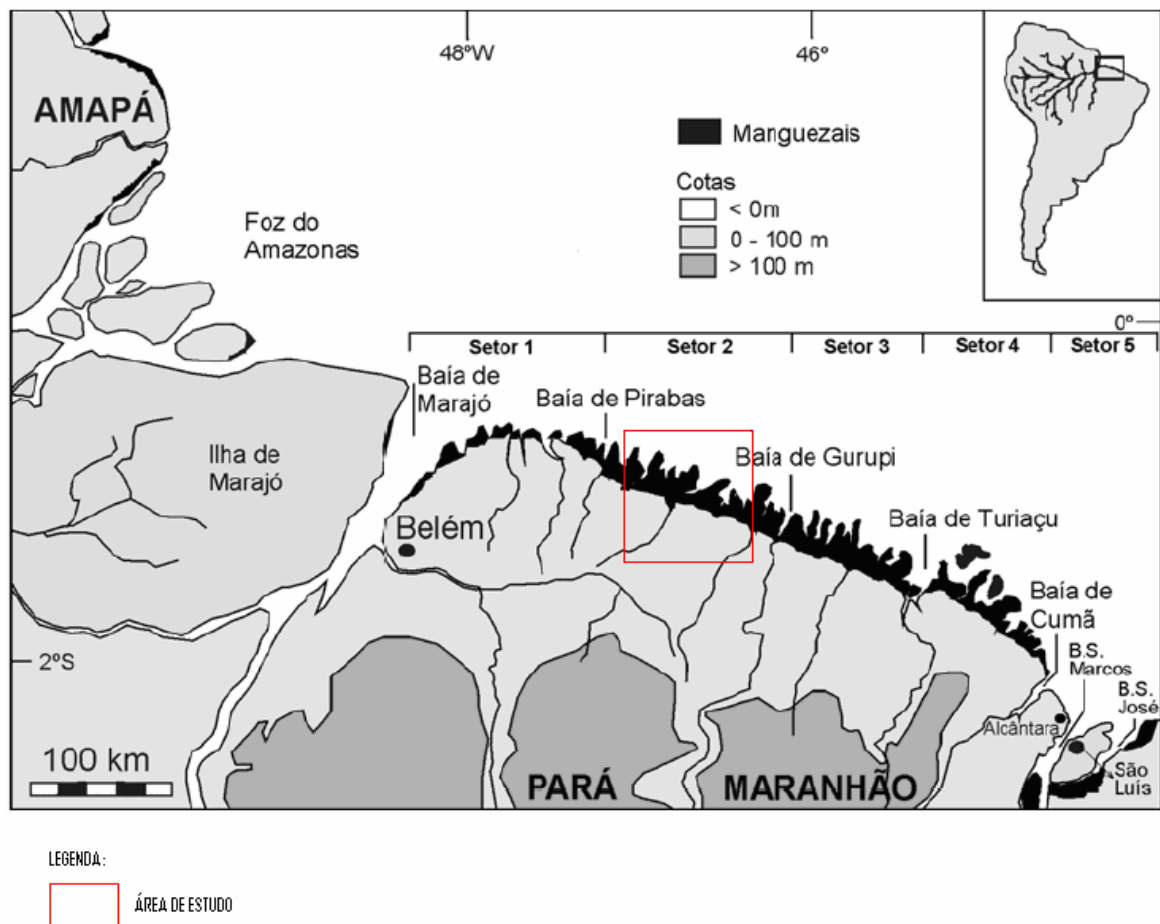 48ºW
46º
AMAPÁ
Manguezais
Cotas
< 0m
0 - 100 m
> 100 m
Foz do
Amazonas
0º
Setor 1
Setor 2
Setor 3
Setor 4
Setor 5
Baía de
Marajó
Baía de Pirabas
Ilha de
Marajó
Baía de Gurupi
Belém
Baía de Turiaçu
Baía de
Cumã
2ºS
B.S.
Marcos
B.S.
José
Alcântara
100 km
PARÁ
MARANHÃO
São
Luís
LEGENDA:
ÁREA DE ESTUDO